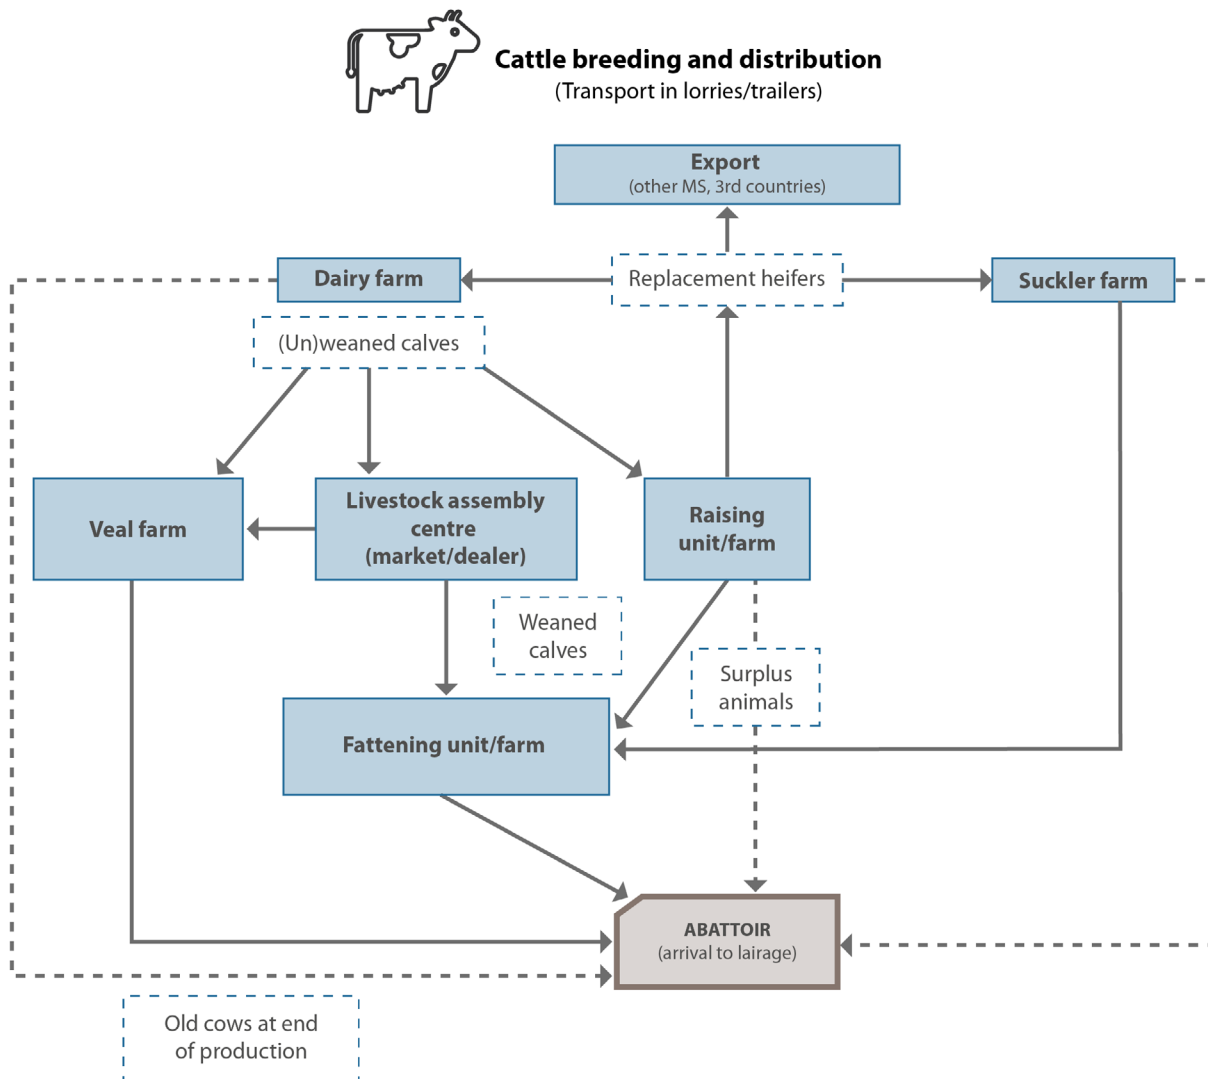 Cattle breeding and distribution
(Transport in lorries/trailers)
Export
(other MS, 3rd countries)
Dairy farm
Replacement heifers
Suckler farm
(Un)weaned calves
Veal farm
Livestock assembly
centre
(market/dealer)
Raising
unit/farm
Weaned
calves
Surplus
animals
Fattening unit/farm
ABATTOIR
(arrival to lairage)
Old cows at end
of production